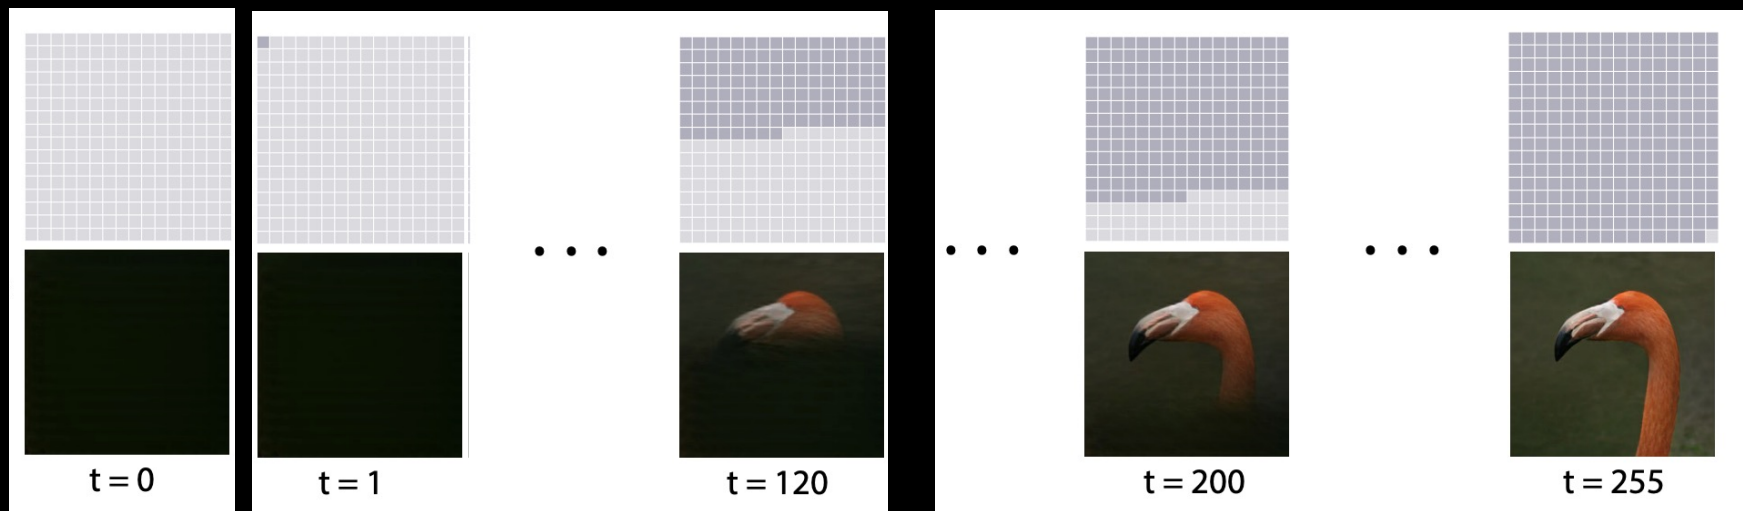 t = 0
t = 1
t = 120
t = 200
t = 255